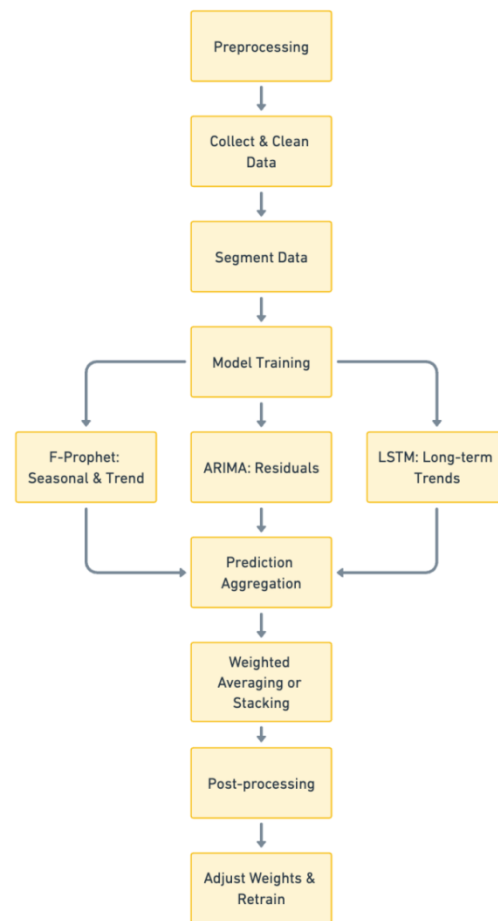 Preprocessing
Collect & Clean
Data
Segment Data
Model Training
F-Prophet:
Seasonal & Trend
ARIMA: Residuals
LSTM: Long-term
Trends
Prediction
Aggregation
Weighted
Averaging or
Stacking
Post-processing
Adjust Weights &
Retrain